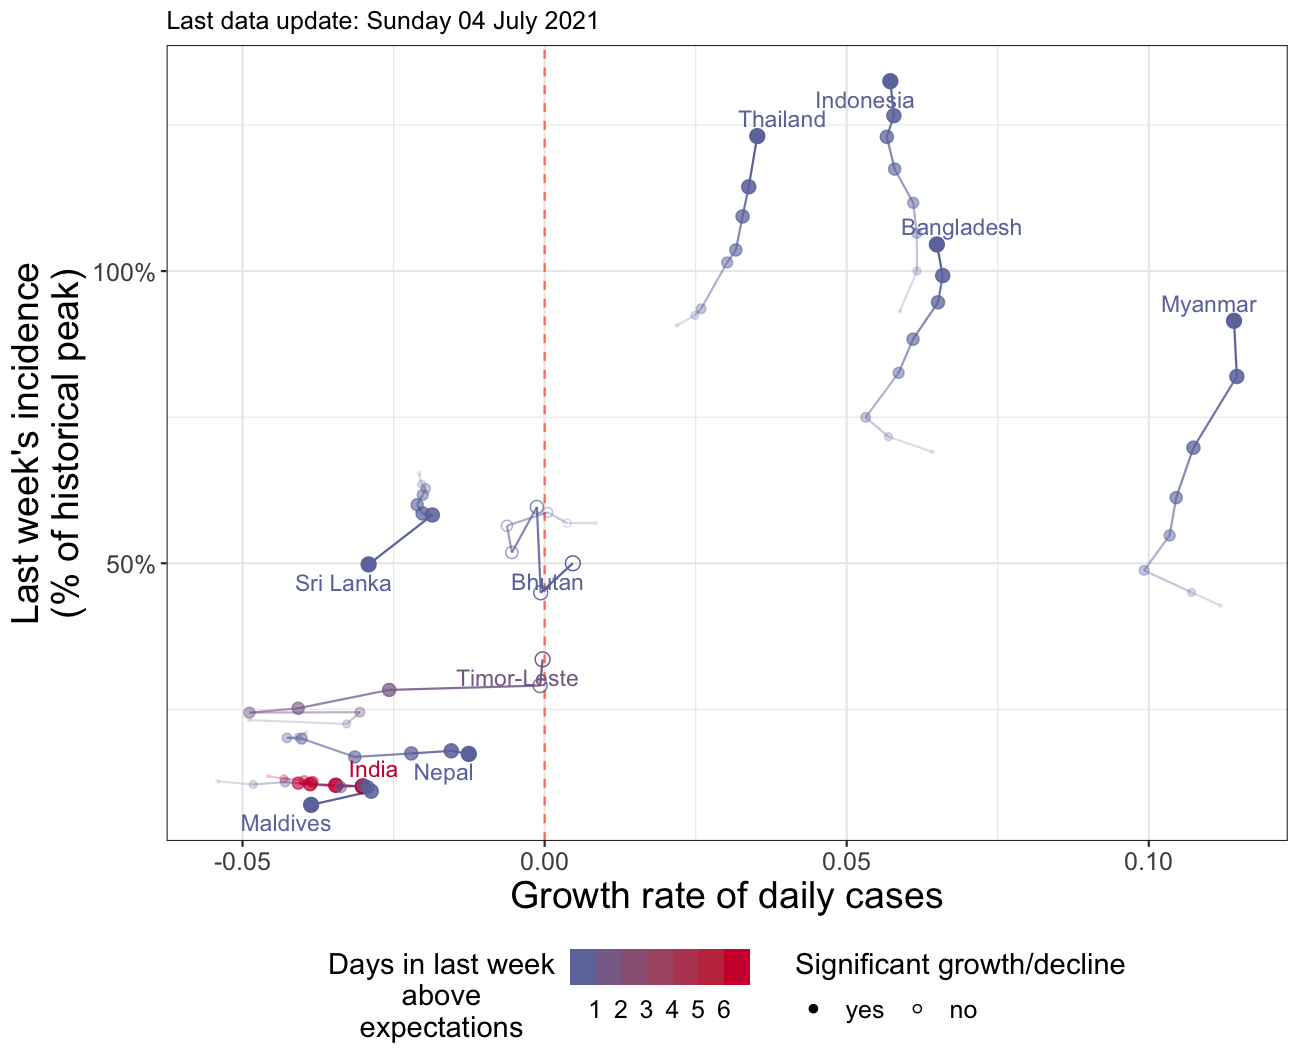 Last data update: Sunday 04 July 2021
Last week's incidence
(% of historical peak)
100%
50%
Indonesia
Thailand
Bangladesh
Myanmar
Sri Lanka
Bhutan
Timor-Leste
India
Nepal
Maldives
-0.05
0.00
0.05
0.10
Growth rate of daily cases
Days in last week
above
expectations
1 2 3 4 5 6
Significant growth/decline
yes
no